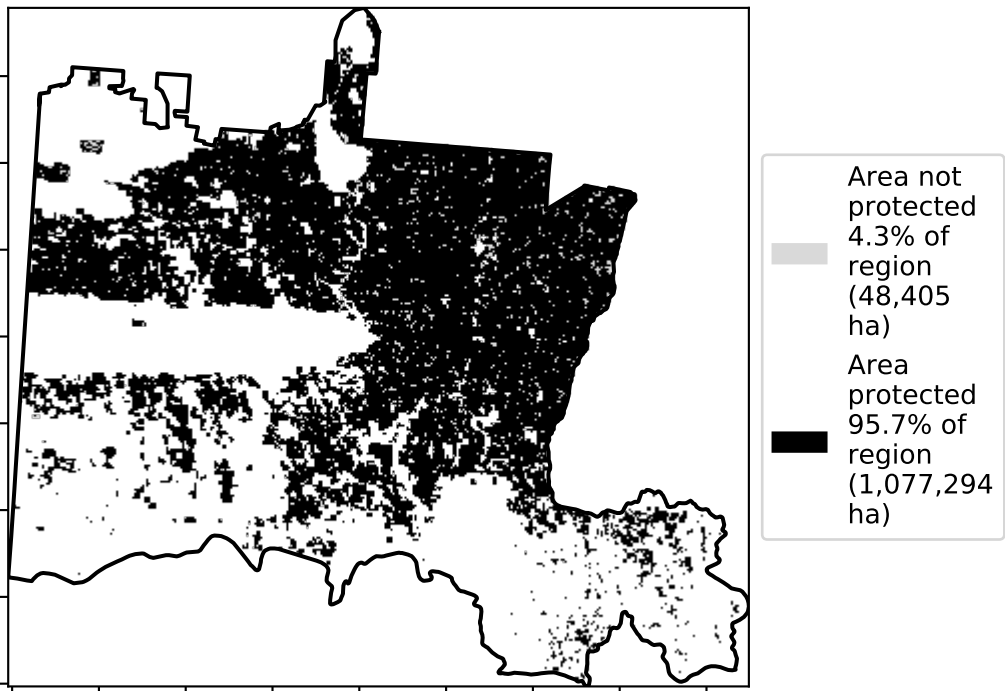 Area not
protected
4.3% of
region
(48,405
ha)
Area
protected
95.7% of
region
(1,077,294
ha)